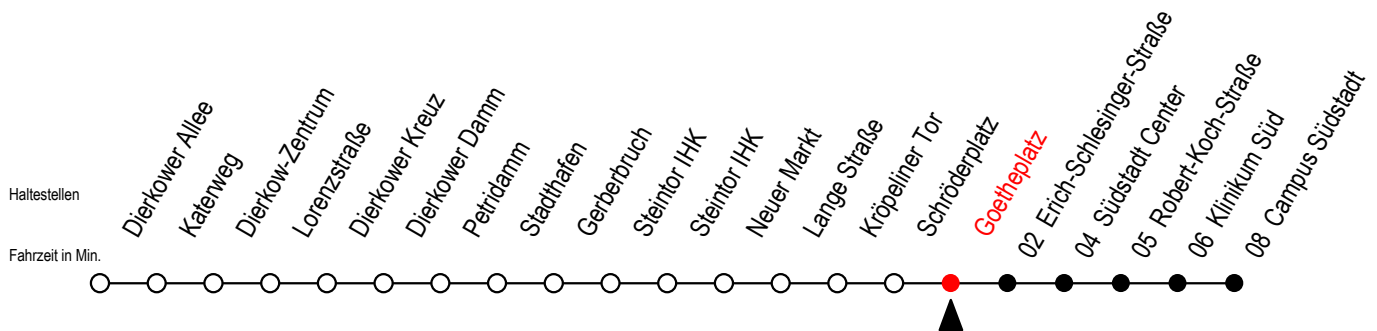 Haltestellen
Fahrzeit in Min.
Dierkower Allee
Katenweg
Dierkow-Zentrum
Lorenzstraße
Dierkower Kreuz
Dierkower Damm
Petridamm
Stadthafen
Gerberbruch
Steintor IHK
Steintor IHK
Neuer Markt
Lange Straße
Kröpeliner Tor
Schröderplatz
Goetheplatz
02 Erich-Schlesinger-Straße
04 Südstadt Center
05 Robert-Koch-Straße
06 Klinikum Süd
08 Campus Südstadt